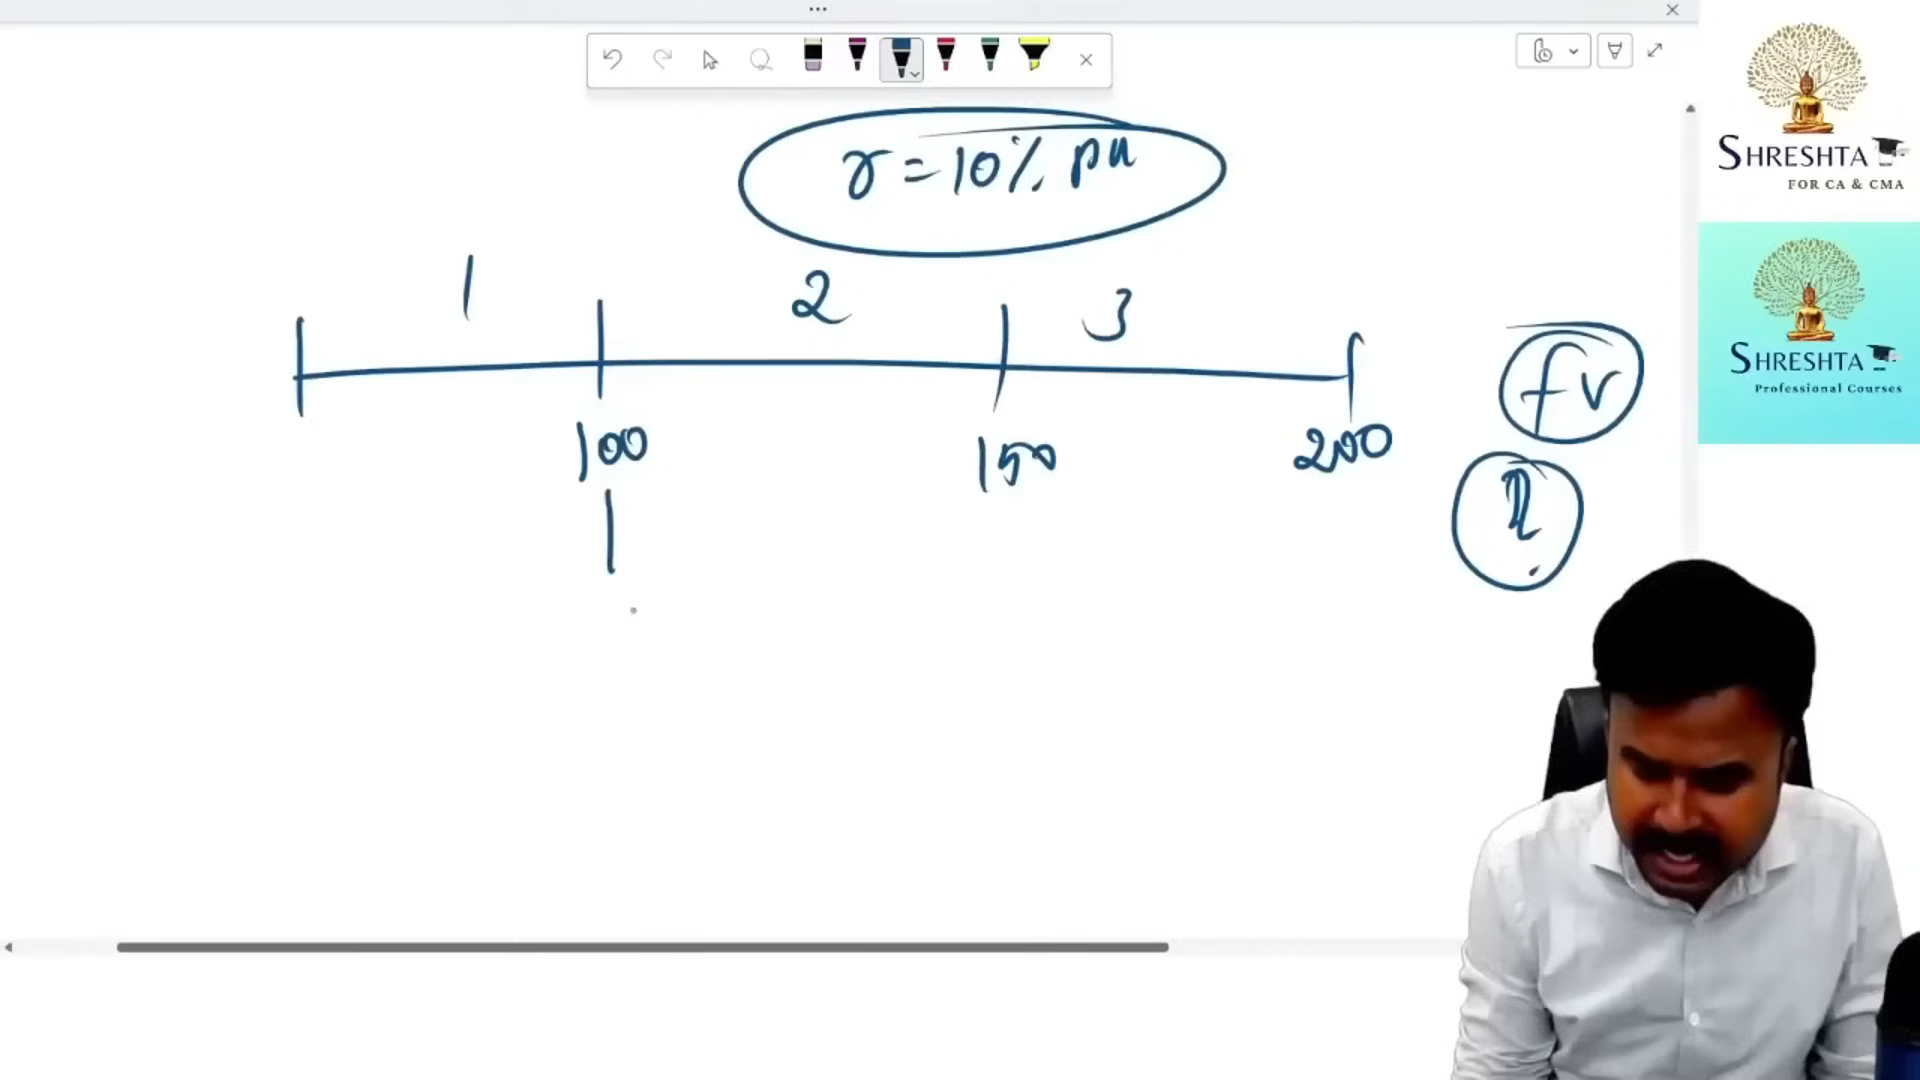 r = 10% pa
1 2 3
100 150 200
fv
?
SHRESHTA
FOR CA & CMA
SHRESHTA
Professional Courses